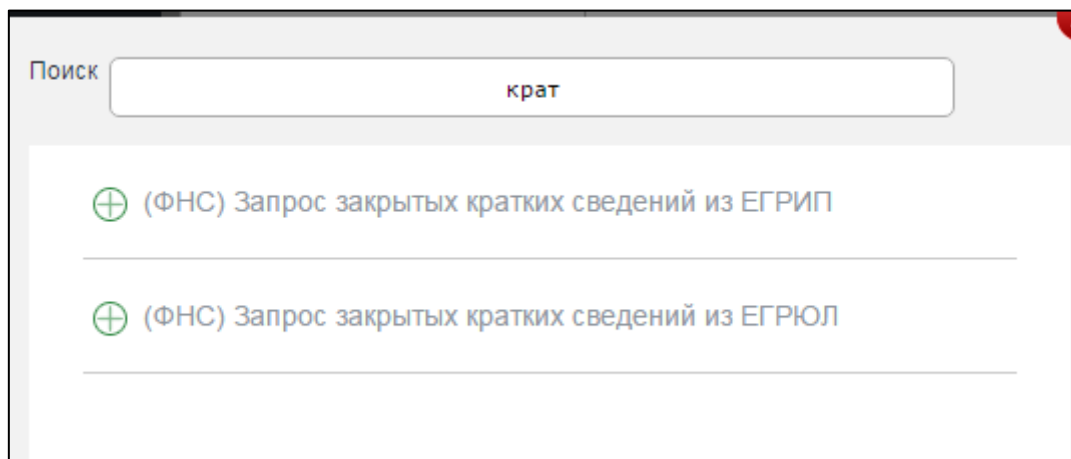 Поиск
крат
(ФНС) Запрос закрытых кратких сведений из ЕГРИП
(ФНС) Запрос закрытых кратких сведений из ЕГРЮЛ